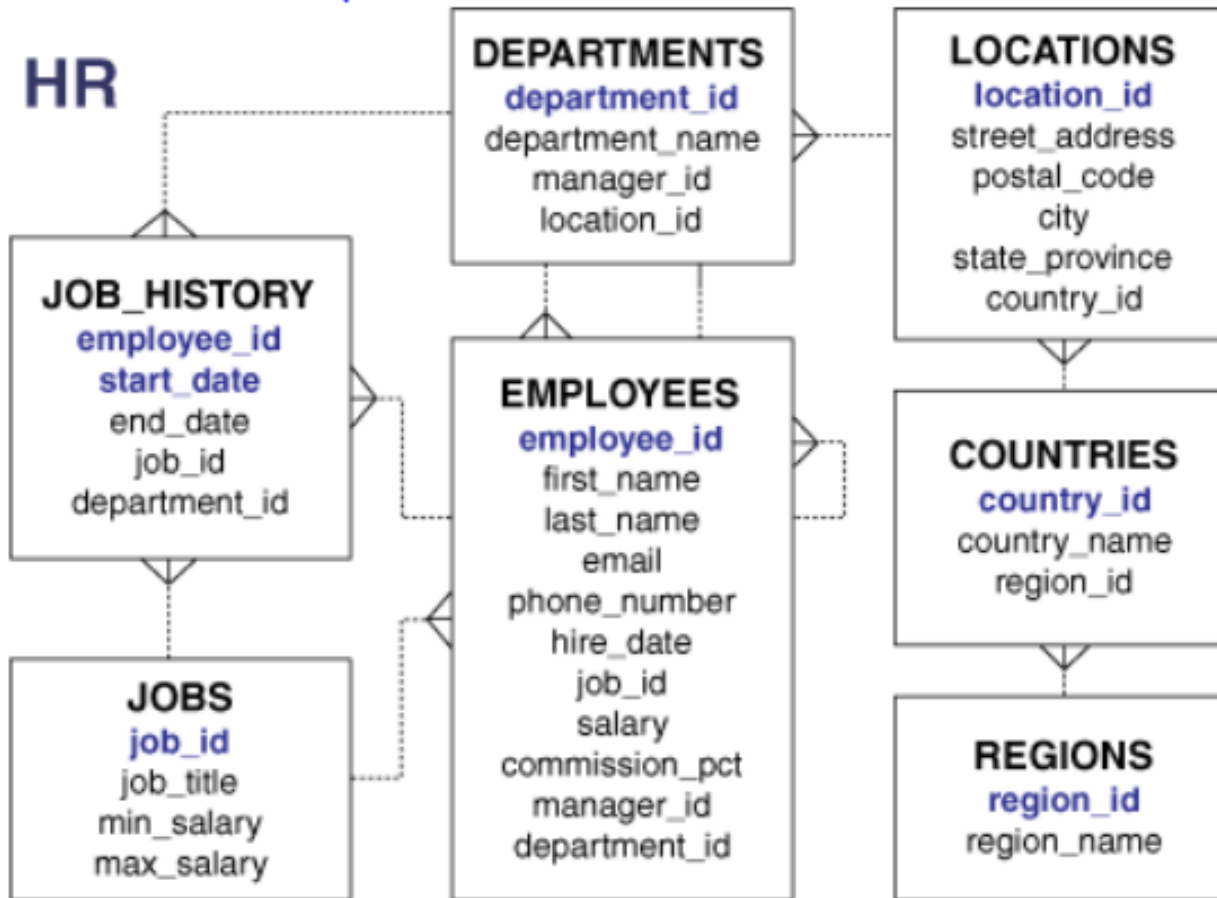 HR
DEPARTMENTS
department_id
department_name
manager_id
location_id
LOCATIONS
location_id
street_address
postal_code
city
state_province
country_id
JOB_HISTORY
employee_id
start_date
end_date
job_id
department_id
EMPLOYEES
employee_id
first_name
last_name
email
phone_number
hire_date
job_id
salary
commission_pct
manager_id
department_id
COUNTRIES
country_id
country_name
region_id
JOBS
job_id
job_title
min_salary
max_salary
REGIONS
region_id
region_name